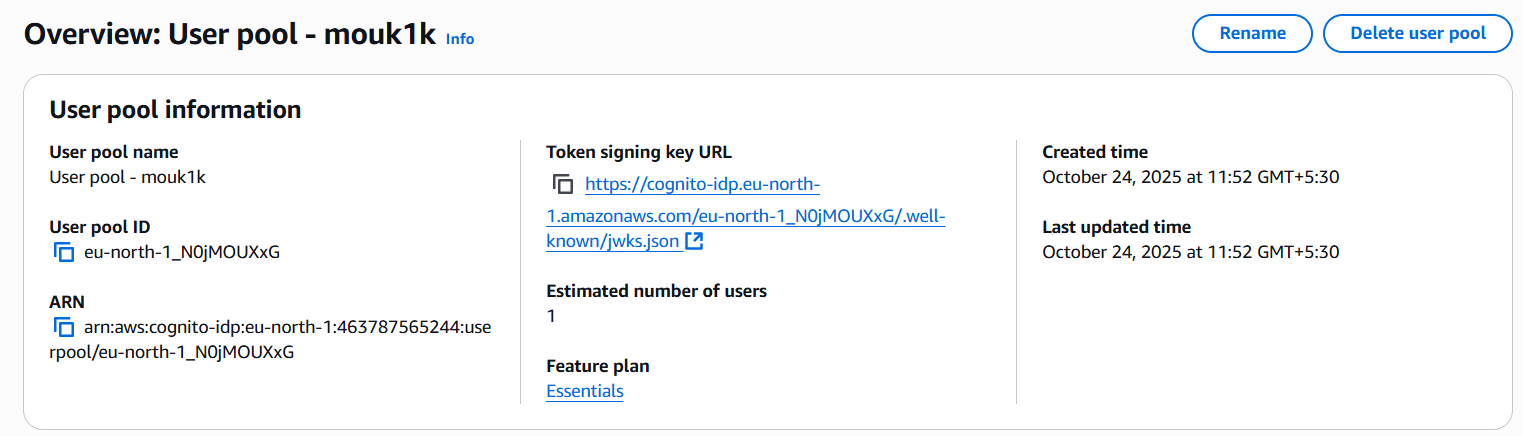 Overview: User pool - mouk1k Info
Rename
Delete user pool
User pool information
User pool name
User pool - mouk1k
User pool ID
eu-north-1_N0jMOUXxG
ARN
arn:aws:cognito-idp:eu-north-1:463787565244:use
rpool/eu-north-1_N0jMOUXxG
Token signing key URL
https://cognito-idp.eu-north-
1.amazonaws.com/eu-north-1_N0jMOUXxG/.well-
known/jwks.json
Estimated number of users
1
Feature plan
Essentials
Created time
October 24, 2025 at 11:52 GMT+5:30
Last updated time
October 24, 2025 at 11:52 GMT+5:30